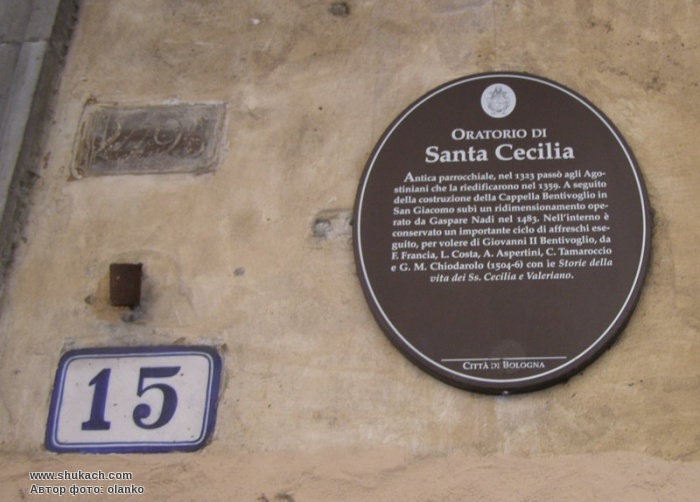 ORATORIO DI
Santa Cecilia
Antica parrocchiale, nel 1323 passò agli Ago-
stiniani che la riedificarono nel 1359. A seguito
della costruzione della Cappella Bentivoglio in
San Giacomo subì un ridimensionamento ope-
rato da Gaspare Nadi nel 1483. Nell'interno è
conservato un importante ciclo di affreschi ese-
guito, per volere di Giovanni II Bentivoglio, da
F. Francia, L. Costa, A. Aspertini, C. Tamaroccio
e G. M. Chiodarolo (1504-6) con le Storie della
vita dei Ss. Cecilia e Valeriano.
CITTÀ DI BOLOGNA
15
www.shukach.com
Автор фото: olanko